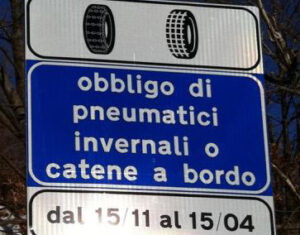 obbligo di
pneumatici
invernali o
catene a bordo
dal 15/11 al 15/04